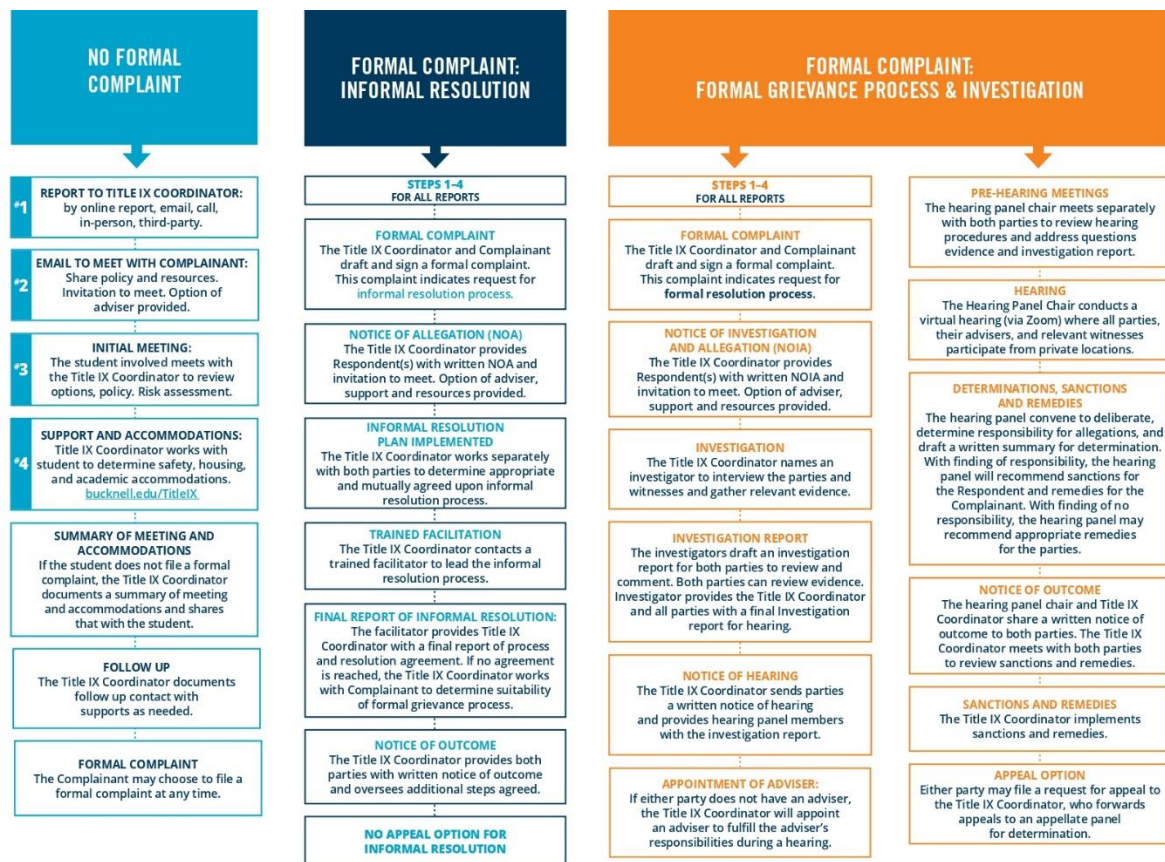 NO FORMAL
COMPLAINT
#1
REPORT TO TITLE IX COORDINATOR:
by online report, email, call,
in-person, third-party.
#2
EMAIL TO MEET WITH COMPLAINANT:
Share policy and resources.
Invitation to meet. Option of
adviser provided.
#3
INITIAL MEETING:
The student involved meets with
the Title IX Coordinator to review
options, policy. Risk assessment.
#4
SUPPORT AND ACCOMMODATIONS:
Title IX Coordinator works with
student to determine safety, housing,
and academic accommodations.
bucknell.edu/TitleIX
SUMMARY OF MEETING AND
ACCOMMODATIONS
If the student does not file a formal
complaint, the Title IX Coordinator
documents a summary of meeting
and accommodations and shares
that with the student.
FOLLOW UP
The Title IX Coordinator documents
follow up contact with
supports as needed.
FORMAL COMPLAINT
The Complainant may choose to file a
formal complaint at any time.
FORMAL COMPLAINT:
INFORMAL RESOLUTION
STEPS 1–4
FOR ALL REPORTS
FORMAL COMPLAINT
The Title IX Coordinator and Complainant
draft and sign a formal complaint.
This complaint indicates request for
informal resolution process.
NOTICE OF ALLEGATION (NOA)
The Title IX Coordinator provides
Respondent(s) with written NOA and
invitation to meet. Option of adviser,
support and resources provided.
INFORMAL RESOLUTION
PLAN IMPLEMENTED
The Title IX Coordinator works separately
with both parties to determine appropriate
and mutually agreed upon informal
resolution process.
TRAINED FACILITATION
The Title IX Coordinator contacts a
trained facilitator to lead the informal
resolution process.
FINAL REPORT OF INFORMAL RESOLUTION:
The facilitator provides Title IX
Coordinator with a final report of process
and resolution agreement. If no agreement
is reached, the Title IX Coordinator works
with Complainant to determine suitability
of formal grievance process.
NOTICE OF OUTCOME
The Title IX Coordinator provides both
parties with written notice of outcome
and oversees additional steps agreed.
NO APPEAL OPTION FOR
INFORMAL RESOLUTION
FORMAL COMPLAINT:
FORMAL GRIEVANCE PROCESS & INVESTIGATION
STEPS 1–4
FOR ALL REPORTS
FORMAL COMPLAINT
The Title IX Coordinator and Complainant
draft and sign a formal complaint.
This complaint indicates request for
formal resolution process.
NOTICE OF INVESTIGATION
AND ALLEGATION (NOIA)
The Title IX Coordinator provides
Respondent(s) with written NOIA and
invitation to meet. Option of adviser,
support and resources provided.
INVESTIGATION
The Title IX Coordinator names an
investigator to interview the parties and
witnesses and gather relevant evidence.
INVESTIGATION REPORT
The investigators draft an investigation
report for both parties to review and
comment. Both parties can review evidence.
Investigator provides the Title IX Coordinator
and all parties with a final Investigation
report for hearing.
NOTICE OF HEARING
The Title IX Coordinator sends parties
a written notice of hearing
and provides hearing panel members
with the investigation report.
APPOINTMENT OF ADVISER:
If either party does not have an adviser,
the Title IX Coordinator will appoint
an adviser to fulfill the adviser's
responsibilities during a hearing.
PRE-HEARING MEETINGS
The hearing panel chair meets separately
with both parties to review hearing
procedures and address questions
evidence and investigation report.
HEARING
The Hearing Panel Chair conducts a
virtual hearing (via Zoom) where all parties,
their advisers, and relevant witnesses
participate from private locations.
DETERMINATIONS, SANCTIONS
AND REMEDIES
The hearing panel convene to deliberate,
determine responsibility for allegations, and
draft a written summary for determination.
With finding of responsibility, the hearing
panel will recommend sanctions for
the Respondent and remedies for the
Complainant. With finding of no
responsibility, the hearing panel may
recommend appropriate remedies
for the parties.
NOTICE OF OUTCOME
The hearing panel chair and Title IX
Coordinator share a written notice of
outcome to both parties. The Title IX
Coordinator meets with both parties
to review sanctions and remedies.
SANCTIONS AND REMEDIES
The Title IX Coordinator implements
sanctions and remedies.
APPEAL OPTION
Either party may file a request for appeal to
the Title IX Coordinator, who forwards
appeals to an appellate panel
for determination.